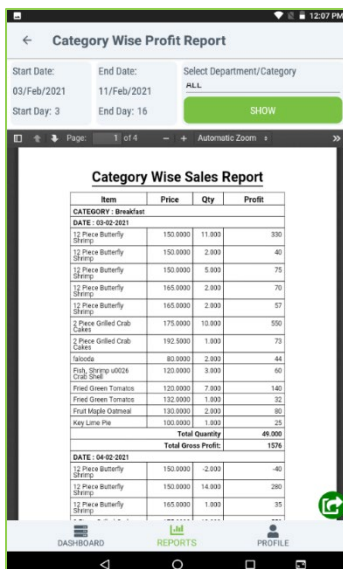 12:07 PM
Category Wise Profit Report
Start Date: End Date: Select Department/Category
03/Feb/2021 11/Feb/2021 ALL
Start Day: 3 End Day: 16 SHOW
Page: 1 of 4 Automatic Zoom
Category Wise Sales Report
Item Price Qty Profit
CATEGORY : Breakfast
DATE : 03-02-2021
12 Piece Butterfly Shrimp 150.0000 11.000 330
12 Piece Butterfly Shrimp 150.0000 2.000 40
12 Piece Butterfly Shrimp 150.0000 5.000 75
12 Piece Butterfly Shrimp 165.0000 2.000 70
12 Piece Butterfly Shrimp 165.0000 2.000 57
2 Piece Grilled Crab Cakes 175.0000 10.000 550
2 Piece Grilled Crab Cakes 192.5000 1.000 73
falooda 80.0000 2.000 44
Fish, Shrimp u0026 Crab Shell 120.0000 3.000 60
Fried Green Tomatos 120.0000 7.000 140
Fried Green Tomatos 132.0000 1.000 32
Fruit Maple Oatmeal 130.0000 2.000 80
Key Lime Pie 100.0000 1.000 25
Total Quantity 49.000
Total Gross Profit: 1576
DATE : 04-02-2021
12 Piece Butterfly Shrimp 150.0000 -2.000 -40
12 Piece Butterfly Shrimp 150.0000 14.000 280
12 Piece Butterfly Shrimp 165.0000 1.000 35
DASHBOARD REPORTS PROFILE